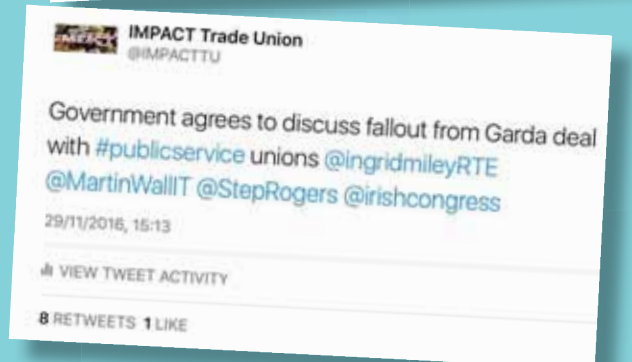 IMPACT Trade Union
@IMPACTTU
Government agrees to discuss fallout from Garda deal
with #publicservice unions @ingridmileyRTE
@MartinWallIT @StepRogers @irishcongress
29/11/2016, 15:13
VIEW TWEET ACTIVITY
8 RETWEETS 1 LIKE